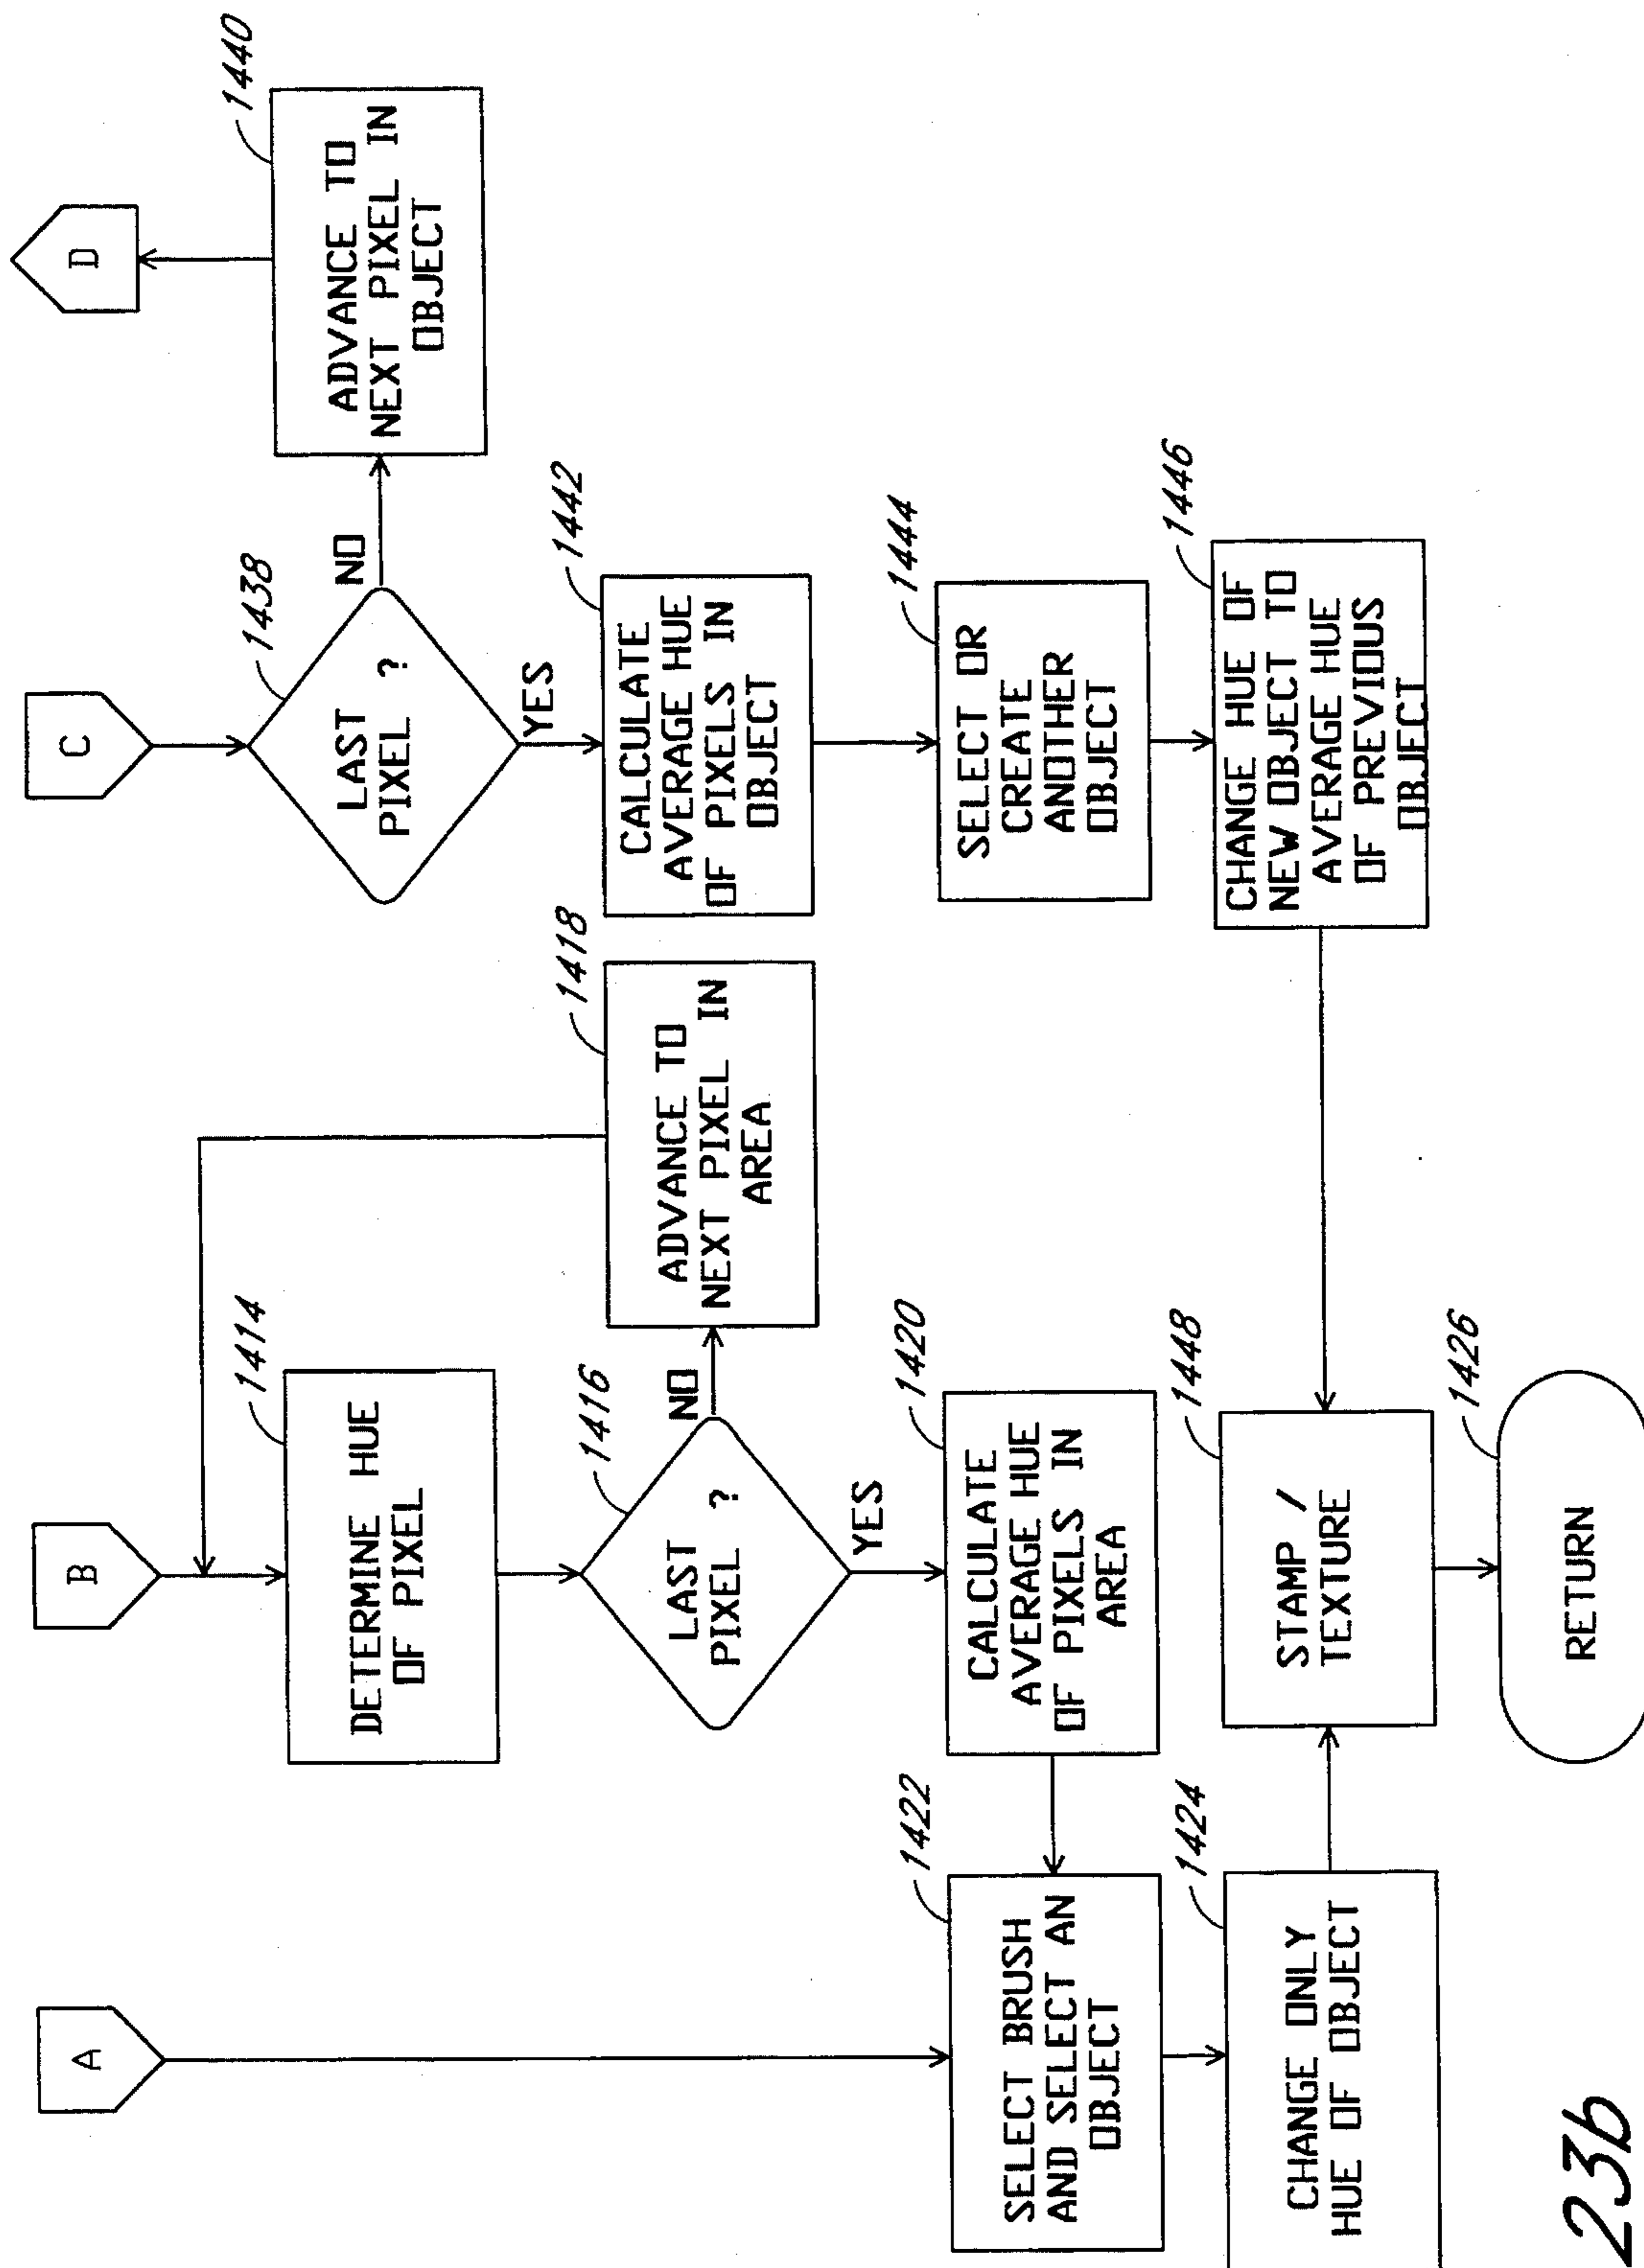 A
B
C
D
1414
DETERMINE HUE
OF PIXEL
1438
LAST
PIXEL ?
NO
YES
1440
ADVANCE TO
NEXT PIXEL IN
OBJECT
1416
LAST
PIXEL ?
NO
YES
1418
ADVANCE TO
NEXT PIXEL IN
AREA
1442
CALCULATE
AVERAGE HUE
OF PIXELS IN
OBJECT
1422
SELECT BRUSH
AND SELECT AN
OBJECT
1420
CALCULATE
AVERAGE HUE
OF PIXELS IN
AREA
1444
SELECT OR
CREATE
ANOTHER
OBJECT
1424
CHANGE ONLY
HUE OF OBJECT
1448
STAMP /
TEXTURE
1446
CHANGE HUE OF
NEW OBJECT TO
AVERAGE HUE
OF PREVIOUS
OBJECT
1426
RETURN
23b